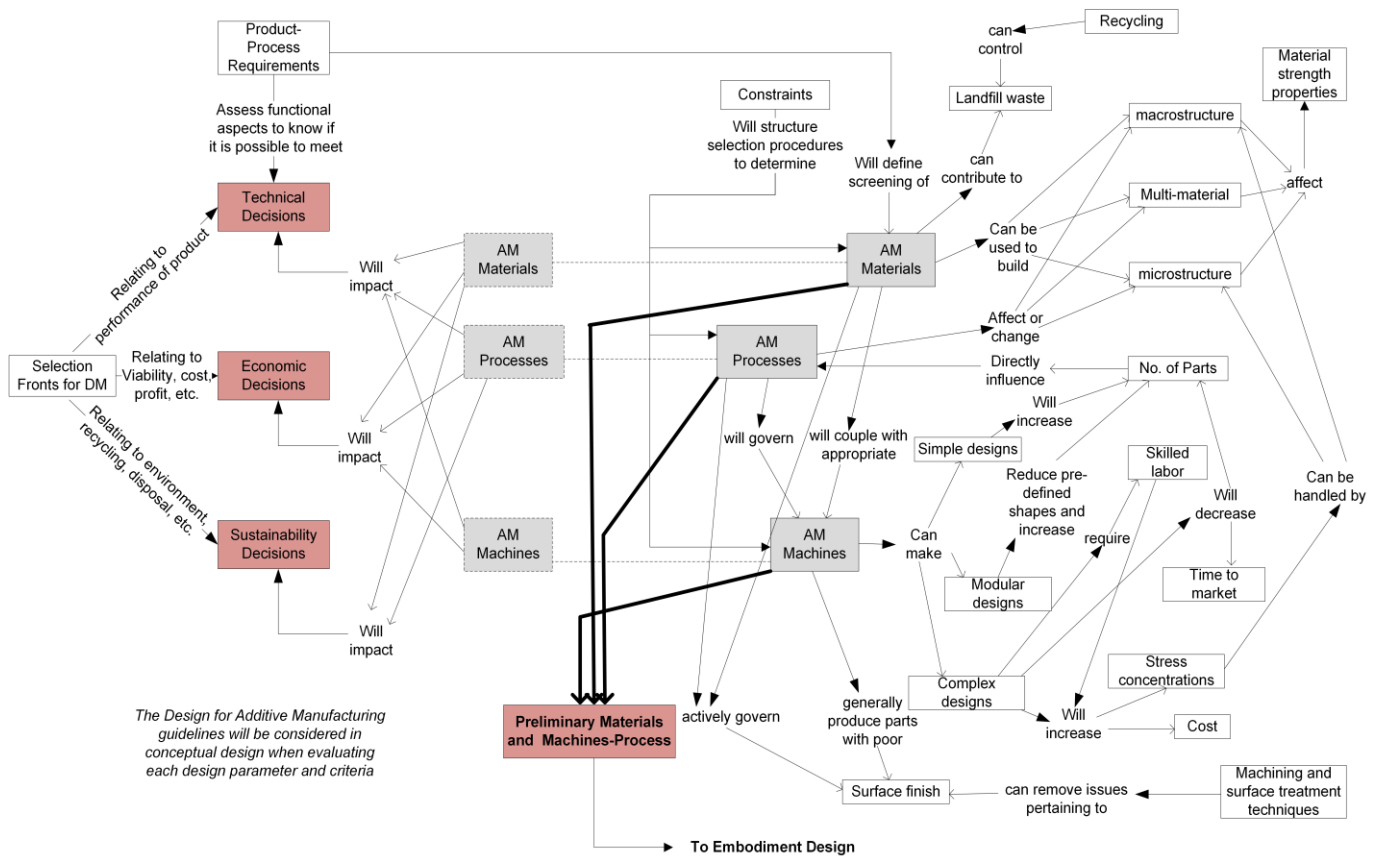 Product-
Process
Requirements
Assess functional
aspects to know if
it is possible to meet
Technical
Decisions
Relating to
performance of product
Selection
Fronts for DM
Relating to
Viability, cost,
profit, etc.
Economic
Decisions
Relating to environment,
recycling, disposal, etc.
Sustainability
Decisions
Will
impact
Will
impact
Will
impact
AM
Materials
AM
Processes
AM
Machines
Constraints
Will structure
selection procedures
to determine
Will define
screening of
AM
Materials
AM
Processes
AM
Machines
will govern
will couple with
appropriate
can
contribute to
Landfill waste
can
control
Recycling
Can be
used to
build
Affect or
change
macrostructure
Multi-material
microstructure
affect
Material
strength
properties
Directly
influence
No. of Parts
Will
increase
Simple designs
Can
make
Modular
designs
Reduce pre-
defined
shapes and
increase
Complex
designs
require
Skilled
labor
Will
decrease
Time to
market
Can be
handled by
Stress
concentrations
Will
increase
Cost
generally
produce parts
with poor
actively govern
Surface finish
can remove issues
pertaining to
Machining and
surface treatment
techniques
Preliminary Materials
and Machines-Process
The Design for Additive Manufacturing
guidelines will be considered in
conceptual design when evaluating
each design parameter and criteria
To Embodiment Design